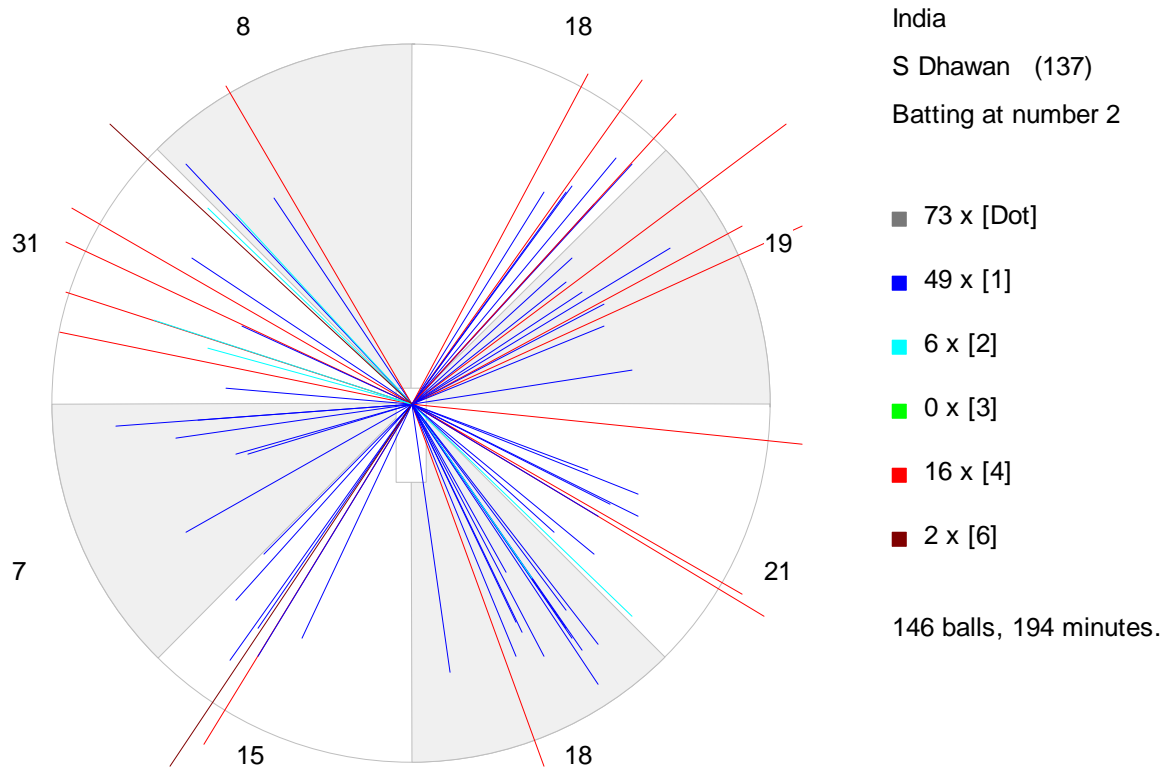 8
18
31
19
7
21
15
18
India
S Dhawan (137)
Batting at number 2
73 x [Dot]
49 x [1]
6 x [2]
0 x [3]
16 x [4]
2 x [6]
146 balls, 194 minutes.